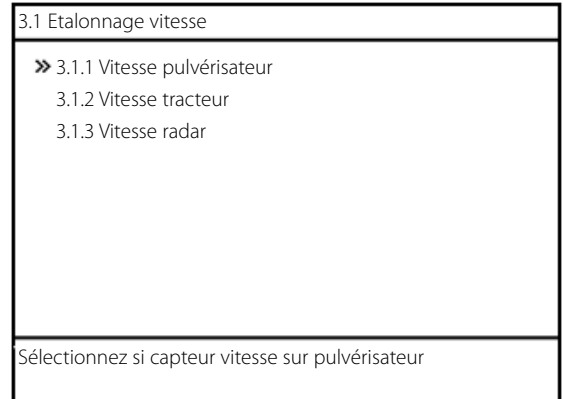 3.1 Etalonnage vitesse
» 3.1.1 Vitesse pulvérisateur
3.1.2 Vitesse tracteur
3.1.3 Vitesse radar
Sélectionnez si capteur vitesse sur pulvérisateur